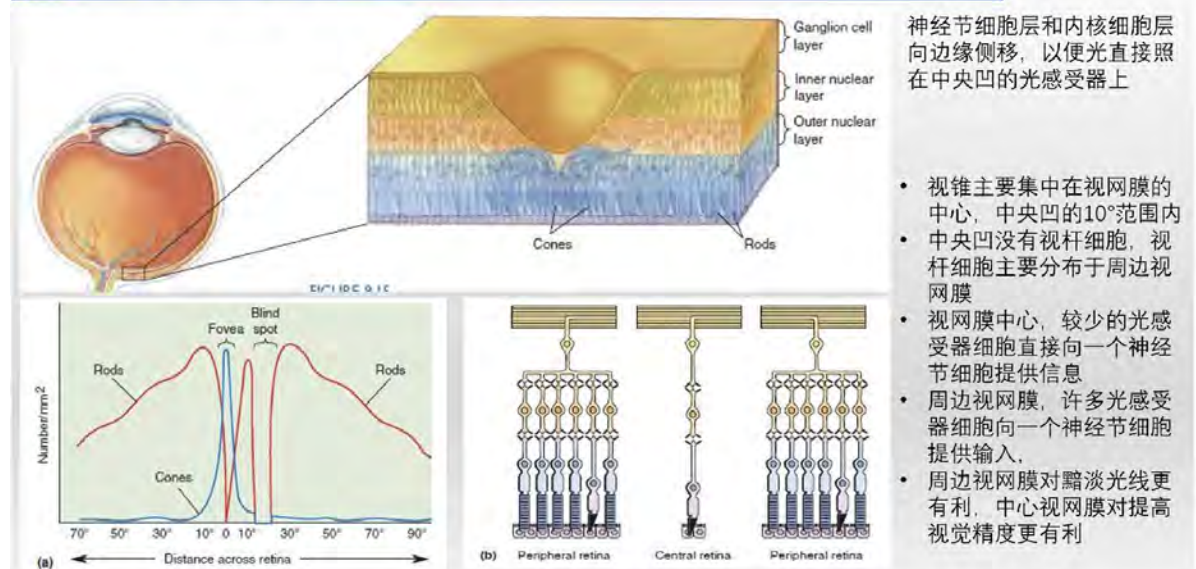 Ganglion cell
layer
Inner nuclear
layer
Outer nuclear
layer
Cones
Rods
神经节细胞层和内核细胞层
向边缘侧移，以便光直接照
在中央凹的光感受器上
• 视锥主要集中在视网膜的
中心，中央凹的10°范围内
• 中央凹没有视杆细胞，视
杆细胞主要分布于周边视
网膜
• 视网膜中心，较少的光感
受器细胞直接向一个神经
节细胞提供信息
• 周边视网膜，许多光感受
器细胞向一个神经节细胞
提供输入，
• 周边视网膜对黯淡光线更
有利，中心视网膜对提高
视觉精度更有利
Blind
Fovea spot
Rods
Rods
Cones
Number/mm²
70° 50° 30° 10° 0 10° 30° 50° 70° 90°
(a)
Distance across retina
(b)
Peripheral retina
Central retina
Peripheral retina